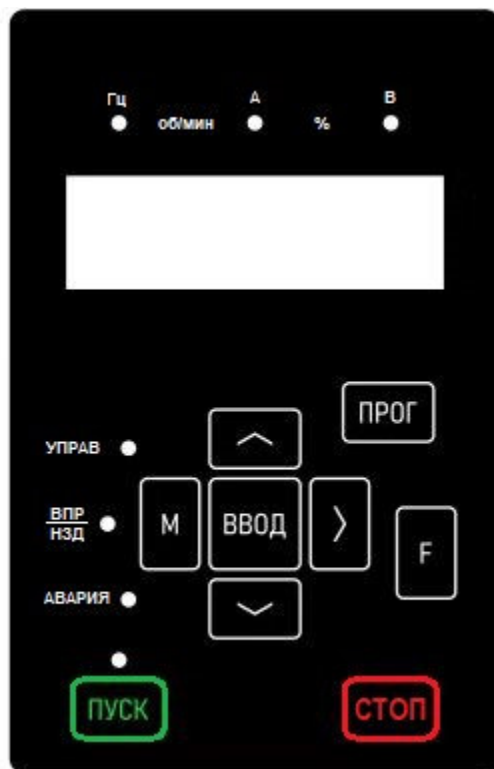 Гц А В
об/мин %
ПРОГ
УПРАВ
ВПР
НЗД
М ВВОД
F
АВАРИЯ
ПУСК СТОП